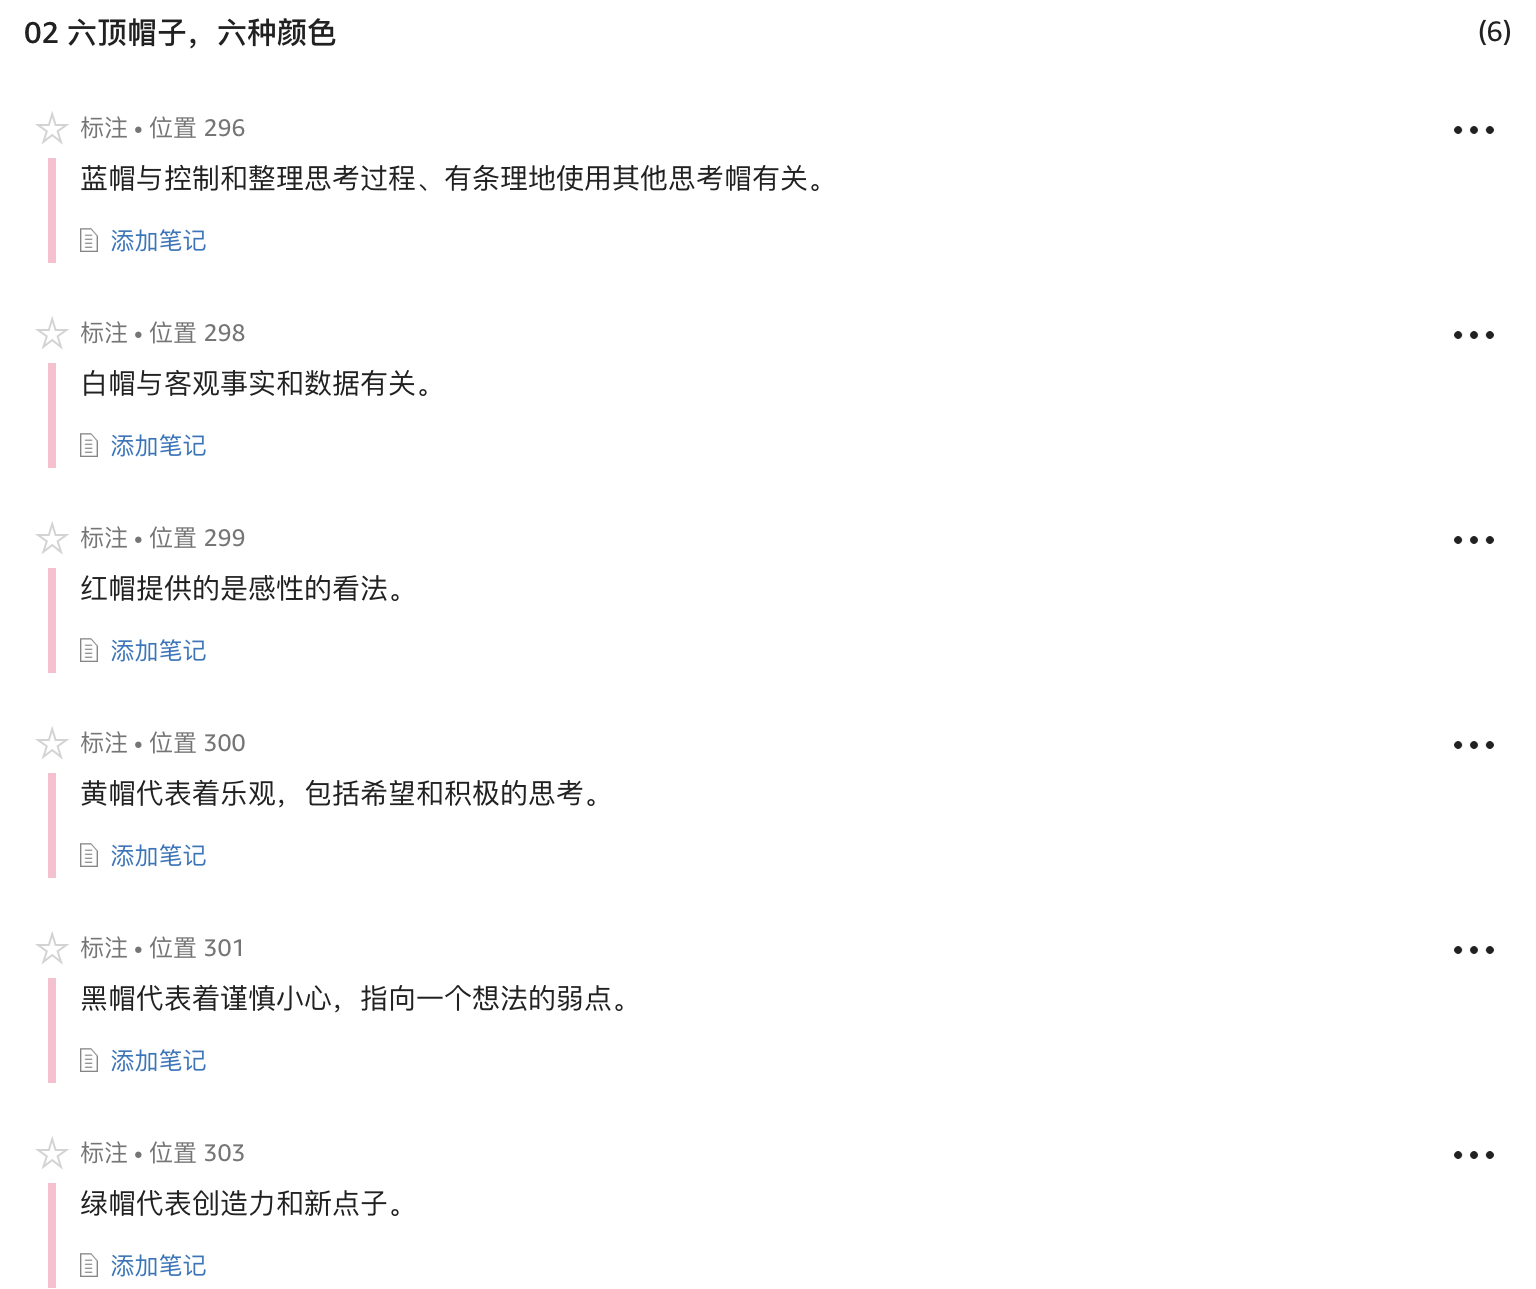 02 六顶帽子，六种颜色 (6)
标注 • 位置 296
蓝帽与控制和整理思考过程、有条理地使用其他思考帽有关。
添加笔记
标注 • 位置 298
白帽与客观事实和数据有关。
添加笔记
标注 • 位置 299
红帽提供的是感性的看法。
添加笔记
标注 • 位置 300
黄帽代表着乐观，包括希望和积极的思考。
添加笔记
标注 • 位置 301
黑帽代表着谨慎小心，指向一个想法的弱点。
添加笔记
标注 • 位置 303
绿帽代表创造力和新点子。
添加笔记